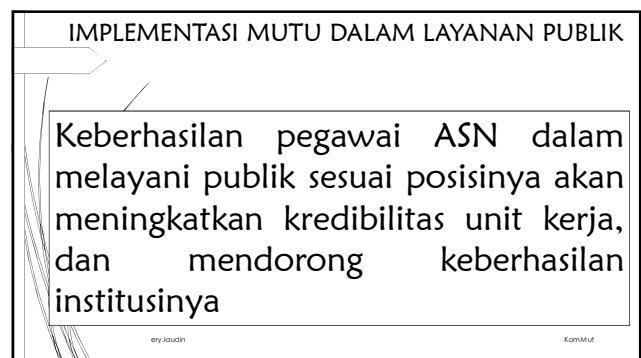 IMPLEMENTASI MUTU DALAM LAYANAN PUBLIK
Keberhasilan pegawai ASN dalam
melayani publik sesuai posisinya akan
meningkatkan kredibilitas unit kerja,
dan mendorong keberhasilan
institusinya
ery.Jaudin
KomMut